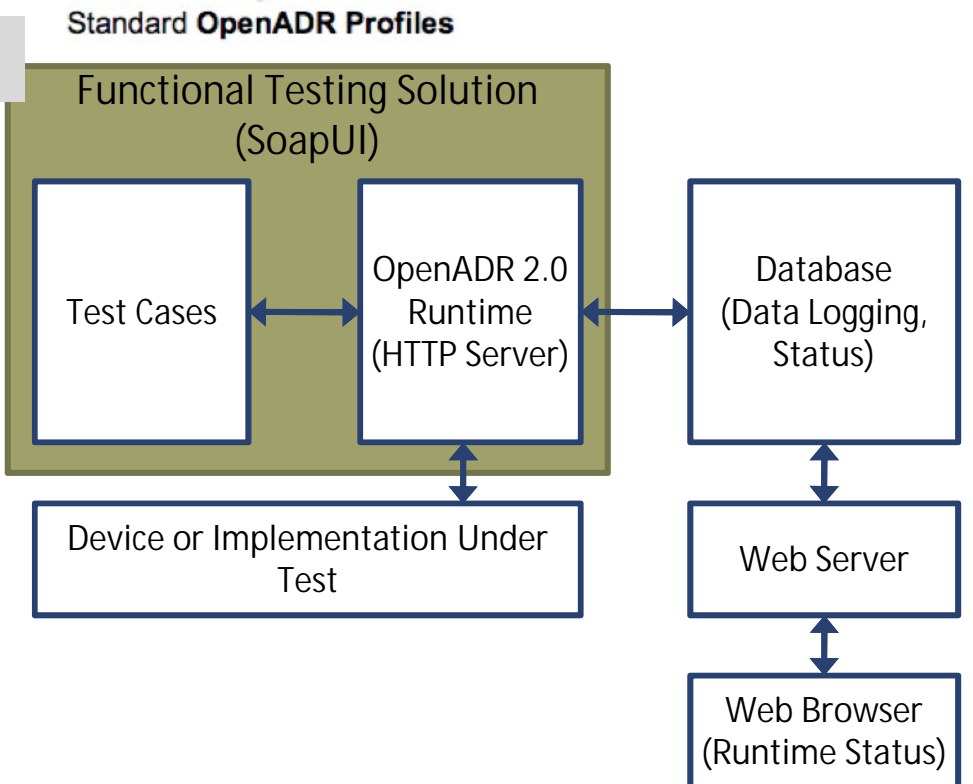 Standard OpenADR Profiles
Functional Testing Solution
(SoapUI)
Test Cases
OpenADR 2.0
Runtime
(HTTP Server)
Database
(Data Logging,
Status)
Device or Implementation Under
Test
Web Server
Web Browser
(Runtime Status)